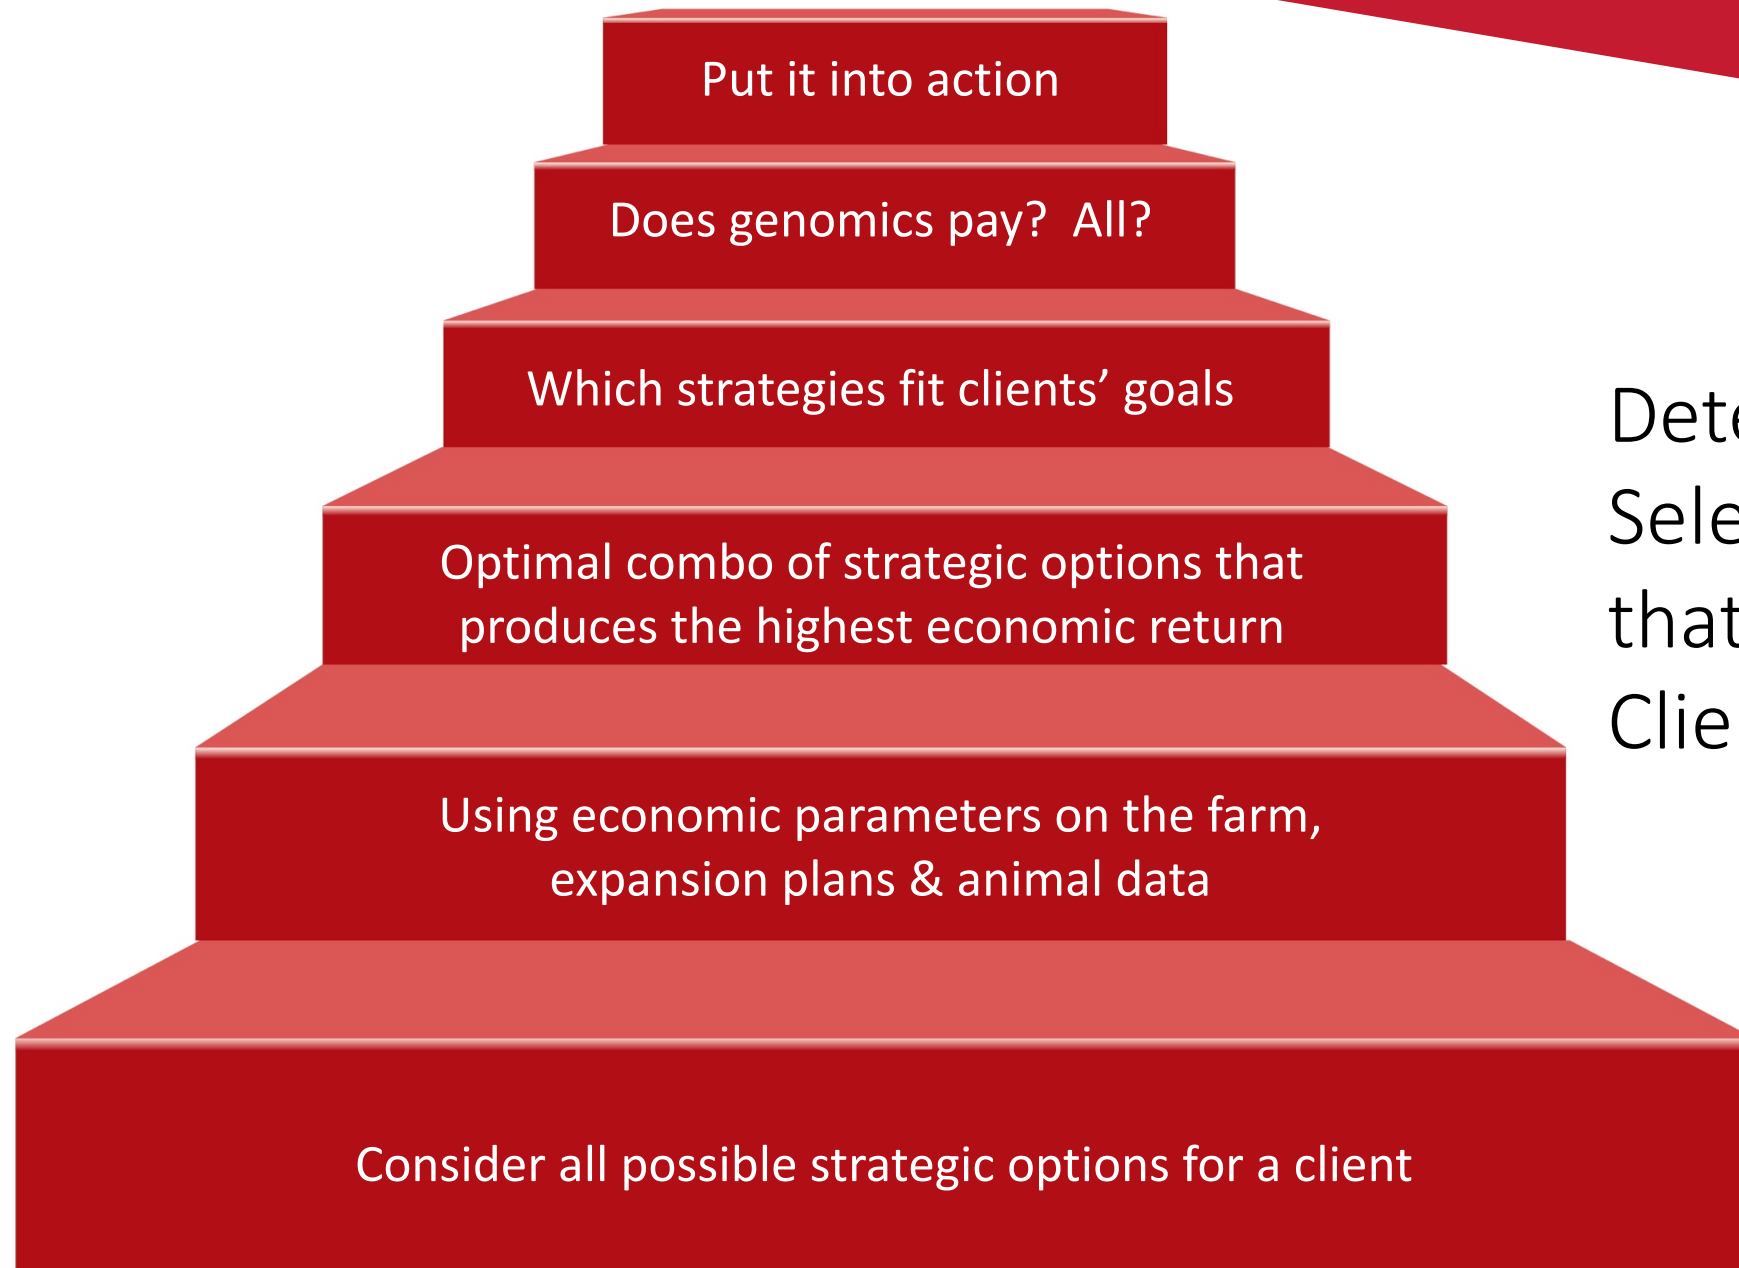 Put it into action
Does genomics pay?  All?
Which strategies fit clients’ goals
Optimal combo of strategic options that
produces the highest economic return
Using economic parameters on the farm,
expansion plans & animal data
Consider all possible strategic options for a client
that